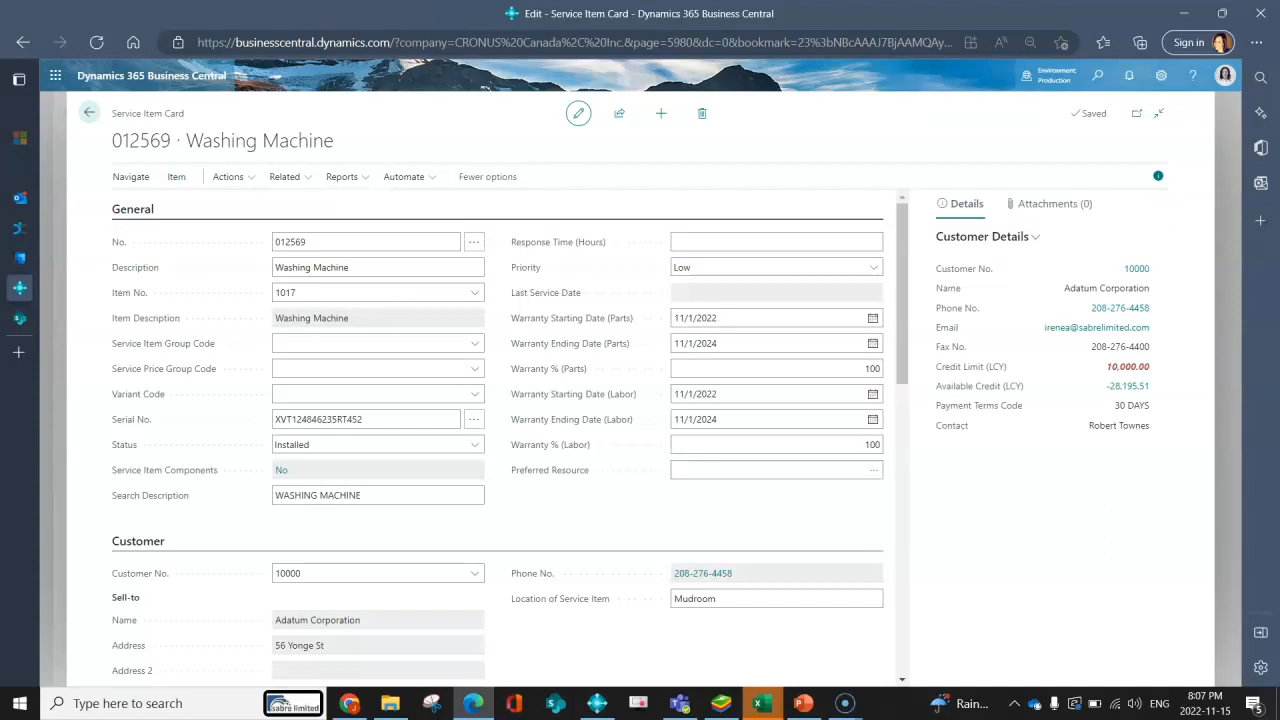 Edit - Service Item Card - Dynamics 365 Business Central
https://businesscentral.dynamics.com/?company=CRONUS%20Canada%2C%20Inc.&page=5980&dc=0&bookmark=23%3bNBcAAAJ7BjAAMQAy...
Sign in
Dynamics 365 Business Central
Environment:
Production
Service Item Card
Saved
012569 · Washing Machine
Navigate Item Actions Related Reports Automate Fewer options
General
No. 012569 ...
Response Time (Hours)
Description Washing Machine
Priority Low
Item No. 1017
Last Service Date
Item Description Washing Machine
Warranty Starting Date (Parts) 11/1/2022
Service Item Group Code
Warranty Ending Date (Parts) 11/1/2024
Service Price Group Code
Warranty % (Parts) 100
Variant Code
Warranty Starting Date (Labor) 11/1/2022
Serial No. XVT124846235RT452 ...
Warranty Ending Date (Labor) 11/1/2024
Status Installed
Warranty % (Labor) 100
Service Item Components No
Preferred Resource ...
Search Description WASHING MACHINE
Customer
Customer No. 10000
Phone No. 208-276-4458
Sell-to
Location of Service Item Mudroom
Name Adatum Corporation
Address 56 Yonge St
Address 2
Details Attachments (0)
Customer Details
Customer No. 10000
Name Adatum Corporation
Phone No. 208-276-4458
Email irenea@sabrelimited.com
Fax No. 208-276-4400
Credit Limit (LCY) 10,000.00
Available Credit (LCY) -28,195.51
Payment Terms Code 30 DAYS
Contact Robert Townes
Type here to search
sabre limited
Rain...
8:07 PM
2022-11-15
5